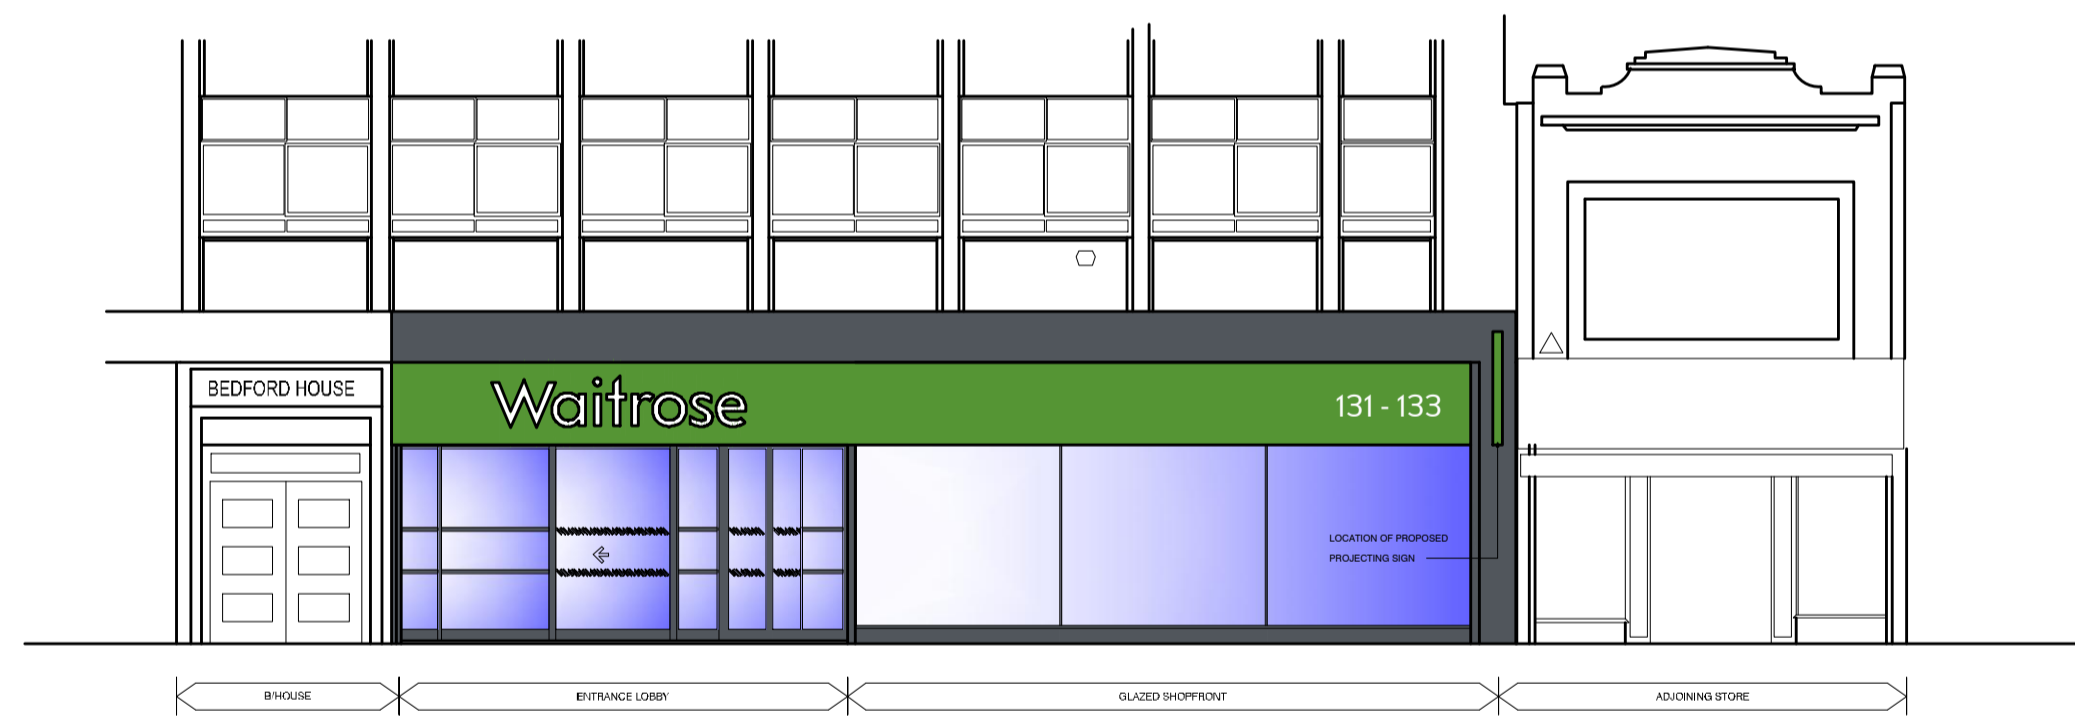 BEDFORD HOUSE
Waitrose
131 - 133
LOCATION OF PROPOSED
PROJECTING SIGN
B/HOUSE
ENTRANCE LOBBY
GLAZED SHOPFRONT
ADJOINING STORE